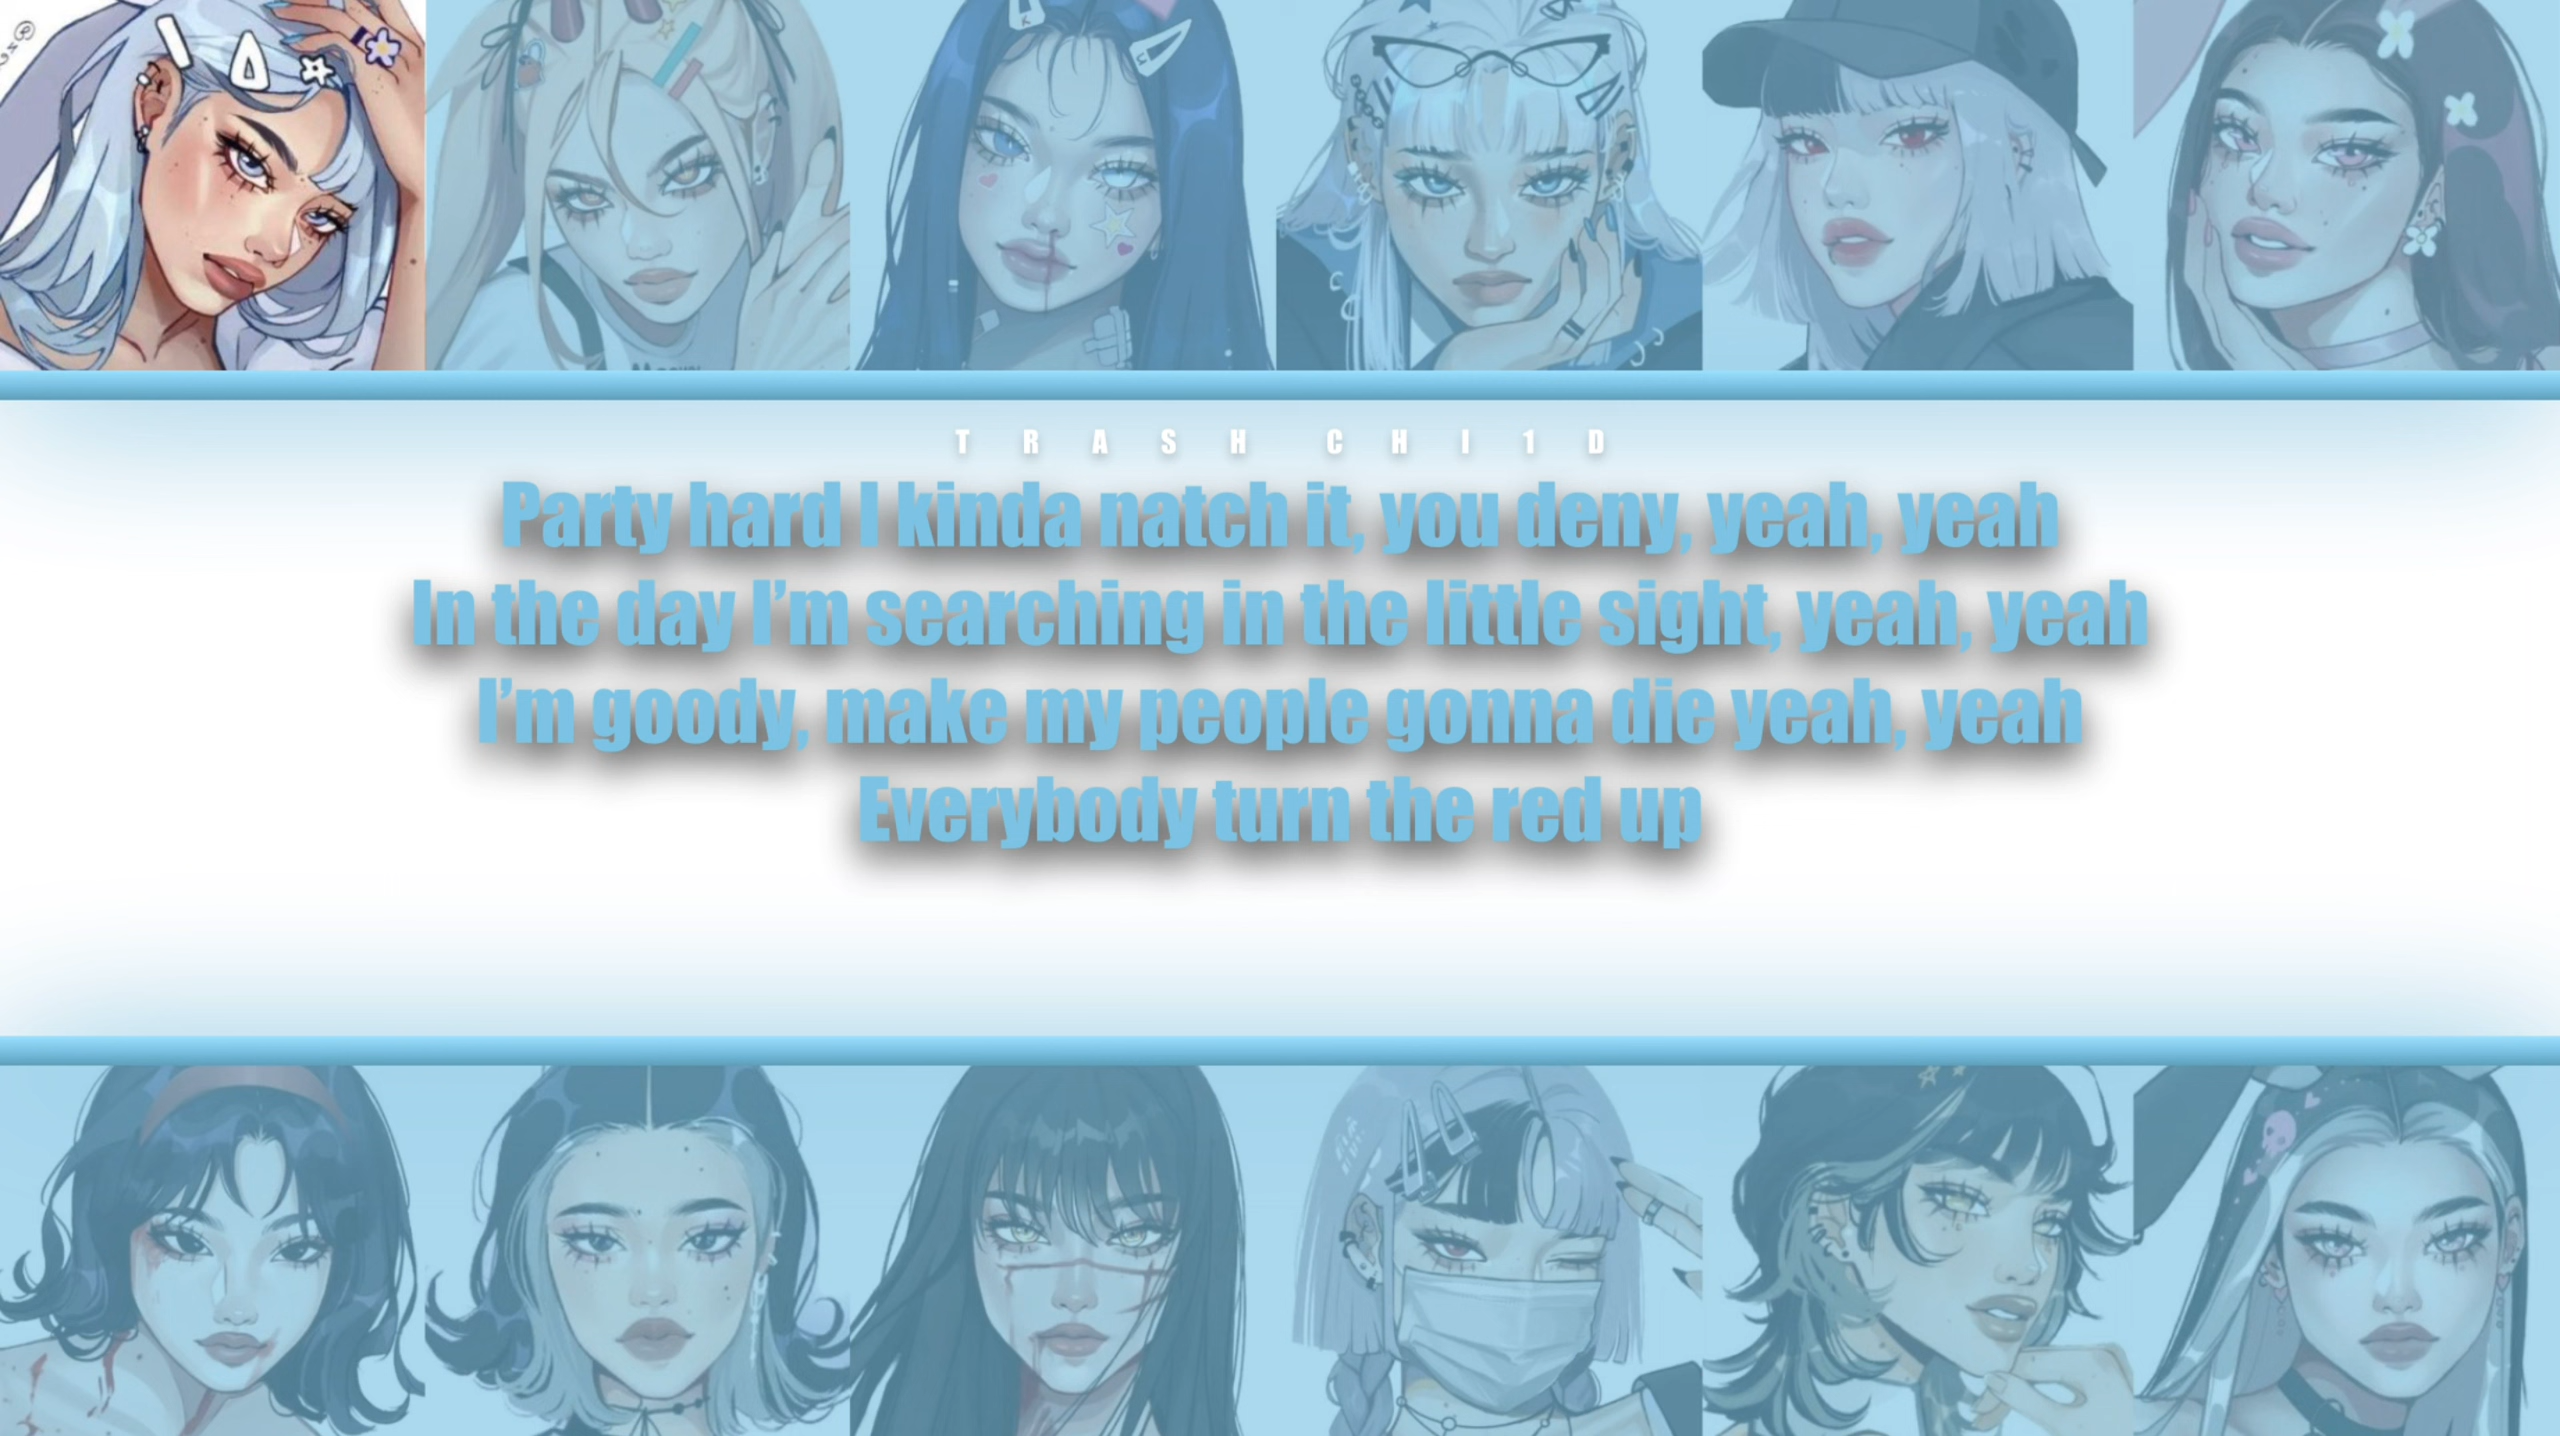 T R A S H C H I 1 D
Party hard I kinda natch it, you deny, yeah, yeah
In the day I’m searching in the little sight, yeah, yeah
I’m goody, make my people gonna die yeah, yeah
Everybody turn the red up